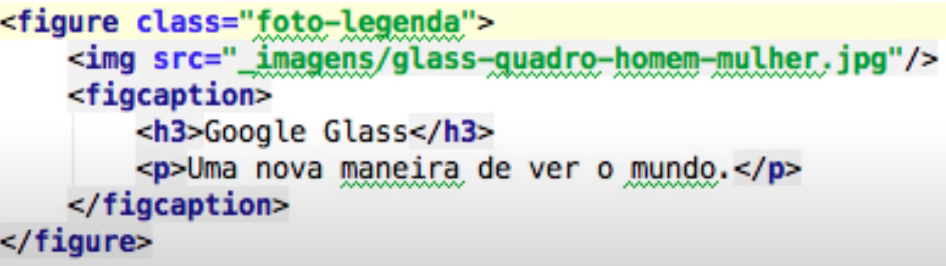 <figure class="foto-legenda">
<img src="_imagens/glass-quadro-homem-mulher.jpg"/>
<figcaption>
<h3>Google Glass</h3>
<p>Uma nova maneira de ver o mundo.</p>
</figcaption>
</figure>